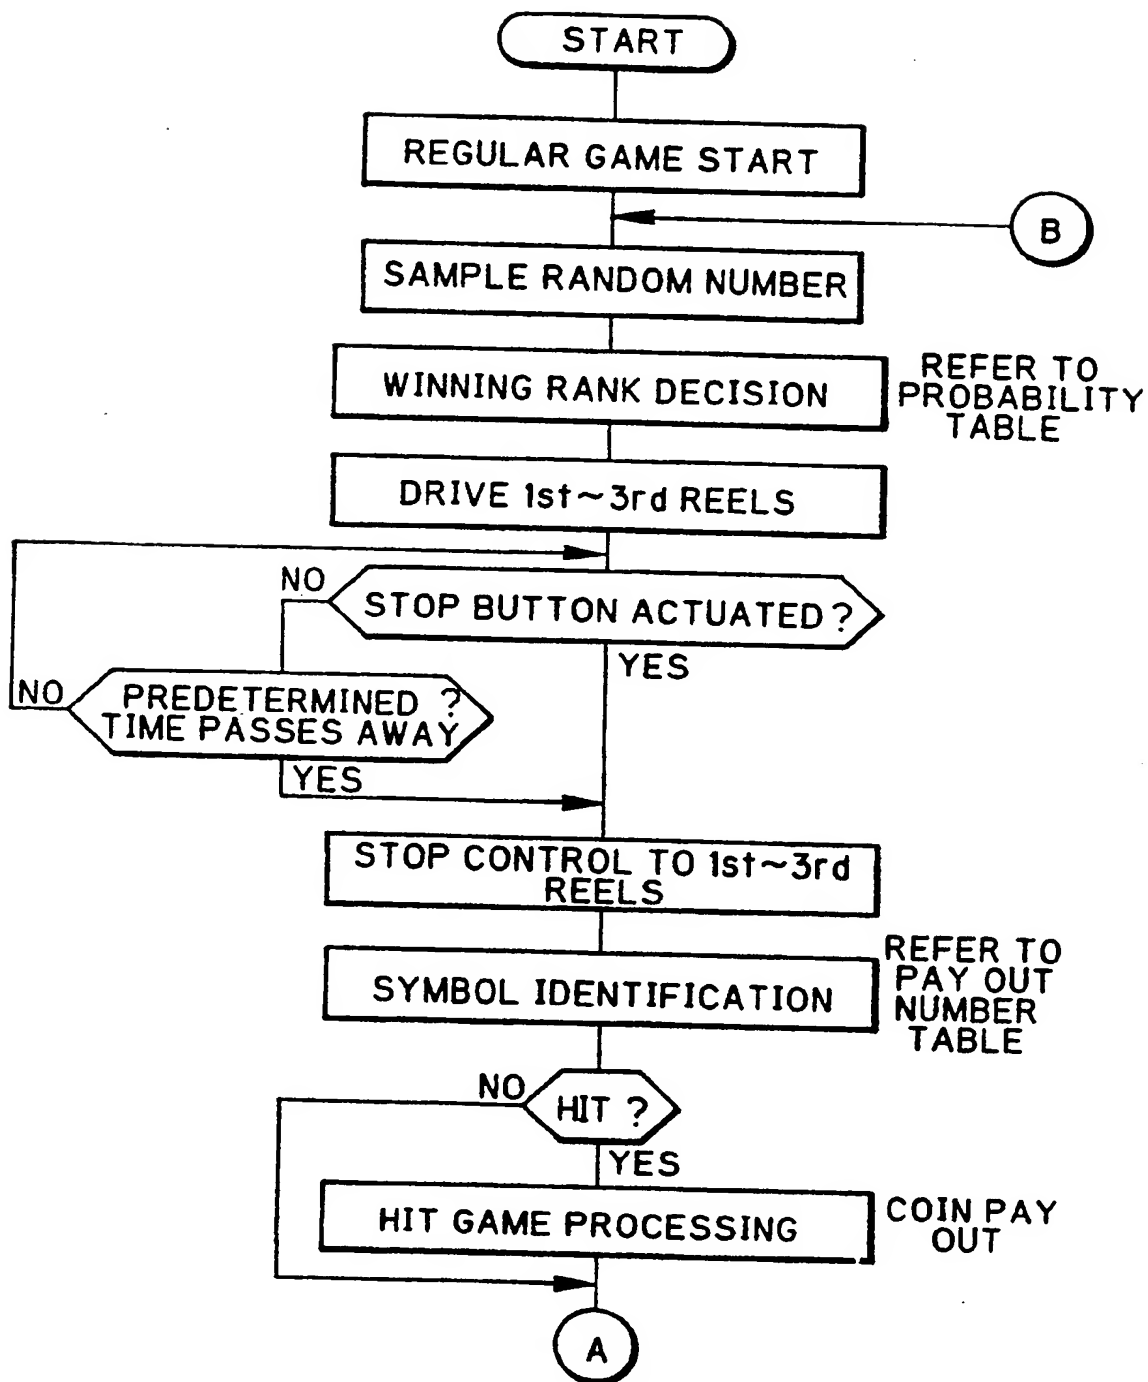 START
REGULAR GAME START
B
SAMPLE RANDOM NUMBER
WINNING RANK DECISION
REFER TO
PROBABILITY
TABLE
DRIVE 1st~3rd REELS
NO
STOP BUTTON ACTUATED ?
YES
NO
PREDETERMINED ?
TIME PASSES AWAY
YES
STOP CONTROL TO 1st~3rd
REELS
SYMBOL IDENTIFICATION
REFER TO
PAY OUT
NUMBER
TABLE
NO
HIT ?
YES
HIT GAME PROCESSING
COIN PAY
OUT
A